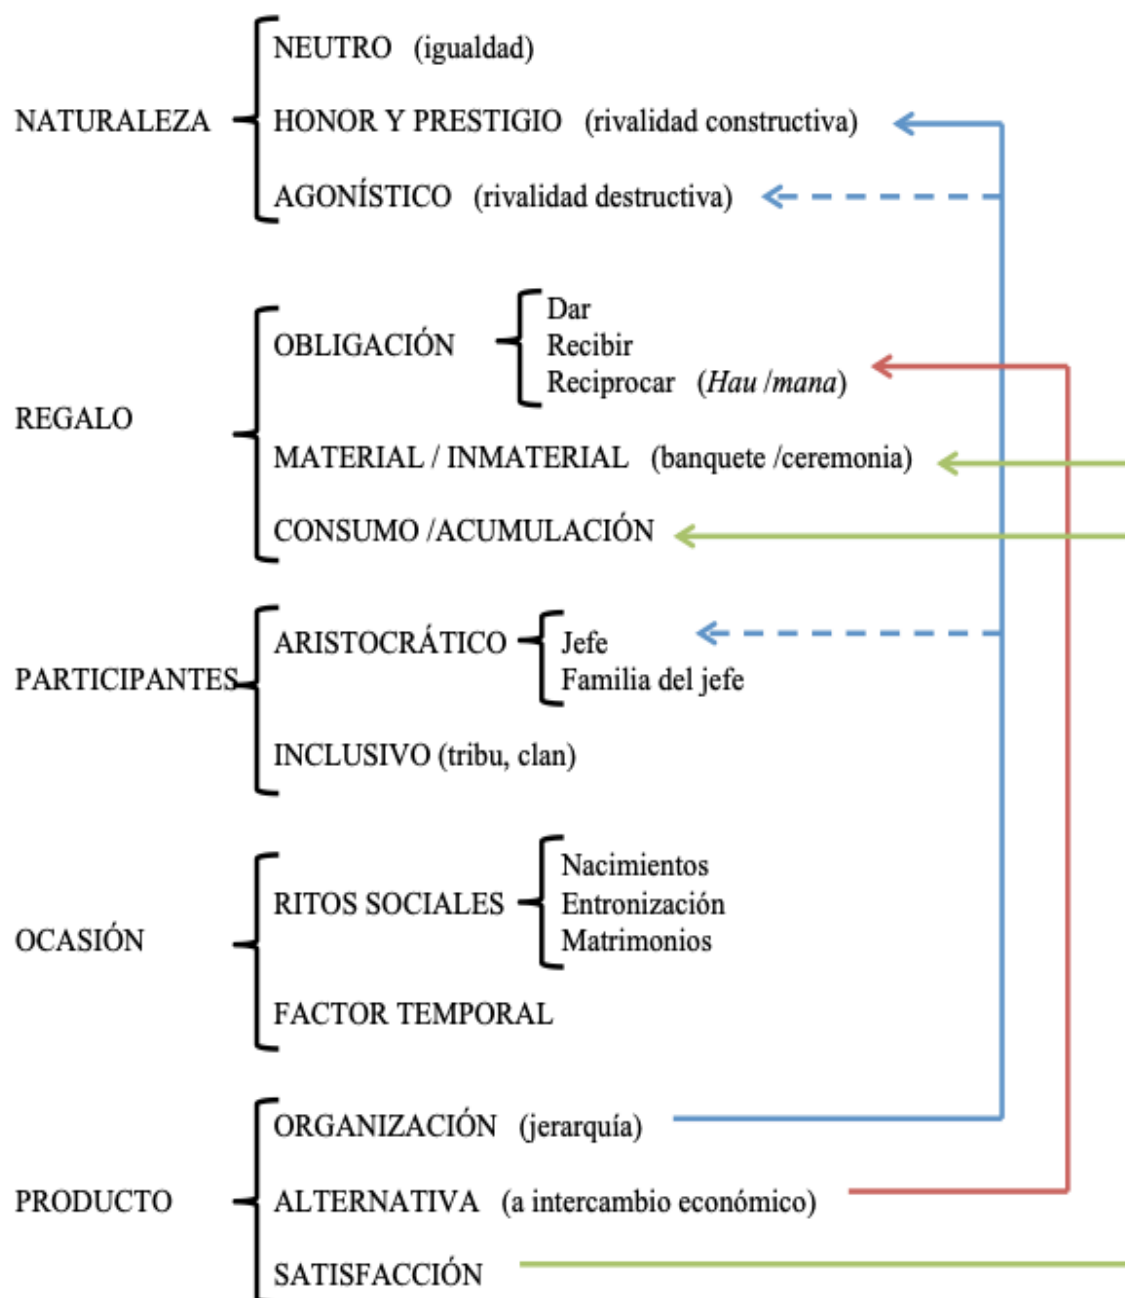 NEUTRO (igualdad)
NATURALEZA
HONOR Y PRESTIGIO (rivalidad constructiva)
AGONÍSTICO (rivalidad destructiva)
Dar
OBLIGACIÓN
Recibir
Reciprocar (Hau /mana)
REGALO
MATERIAL / INMATERIAL (banquete /ceremonia)
CONSUMO /ACUMULACIÓN
ARISTOCRÁTICO
Jefe
PARTICIPANTES
Familia del jefe
INCLUSIVO (tribu, clan)
Nacimientos
RITOS SOCIALES
Entronización
OCASIÓN
Matrimonios
FACTOR TEMPORAL
ORGANIZACIÓN (jerarquía)
PRODUCTO
ALTERNATIVA (a intercambio económico)
SATISFACCIÓN